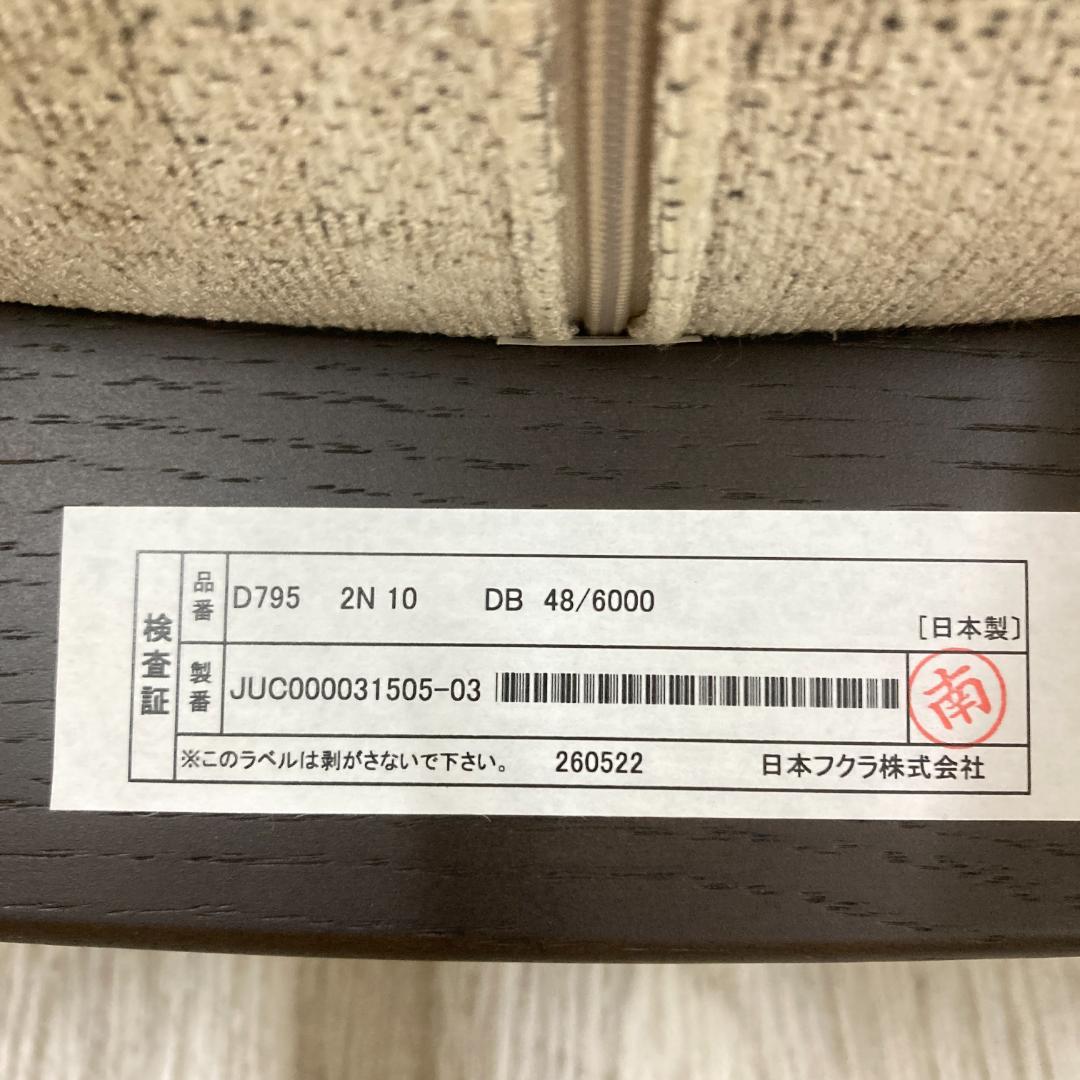 検査証
品番 D795 2N 10 DB 48/6000
[日本製]
製番 JUC000031505-03
南
※このラベルは剥がさないで下さい。 260522 日本フクラ株式会社